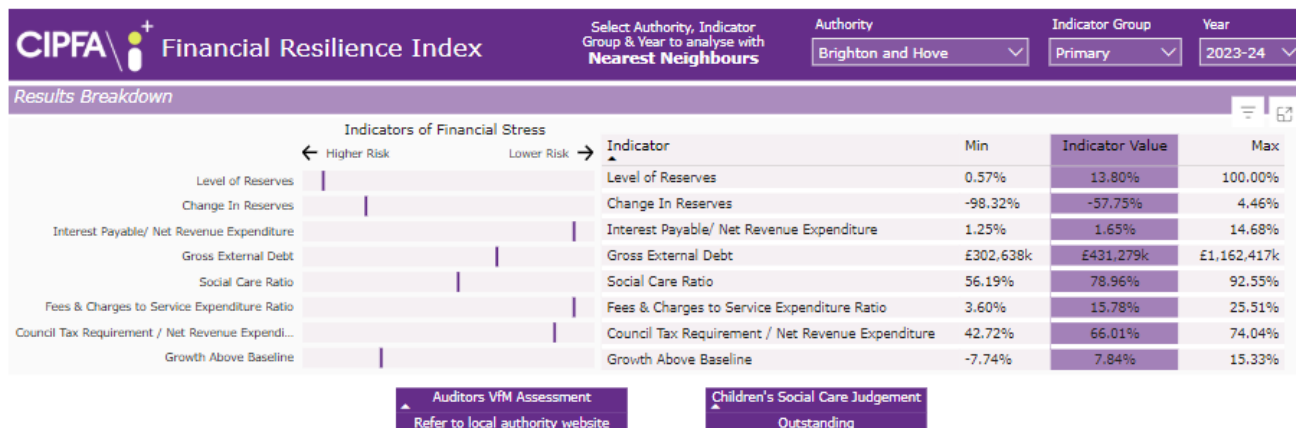 CIPFA\ i+ Financial Resilience Index
Select Authority, Indicator
Group & Year to analyse with
Nearest Neighbours
Authority
Brighton and Hove
Indicator Group
Primary
Year
2023-24
Results Breakdown
Indicators of Financial Stress
← Higher Risk
Lower Risk →
Level of Reserves
Change In Reserves
Interest Payable/ Net Revenue Expenditure
Gross External Debt
Social Care Ratio
Fees & Charges to Service Expenditure Ratio
Council Tax Requirement / Net Revenue Expendi...
Growth Above Baseline
Indicator Min Indicator Value Max
Level of Reserves 0.57% 13.80% 100.00%
Change In Reserves -98.32% -57.75% 4.46%
Interest Payable/ Net Revenue Expenditure 1.25% 1.65% 14.68%
Gross External Debt £302,638k £431,279k £1,162,417k
Social Care Ratio 56.19% 78.96% 92.55%
Fees & Charges to Service Expenditure Ratio 3.60% 15.78% 25.51%
Council Tax Requirement / Net Revenue Expenditure 42.72% 66.01% 74.04%
Growth Above Baseline -7.74% 7.84% 15.33%
Auditors VfM Assessment
Refer to local authority website
Children's Social Care Judgement
Outstanding